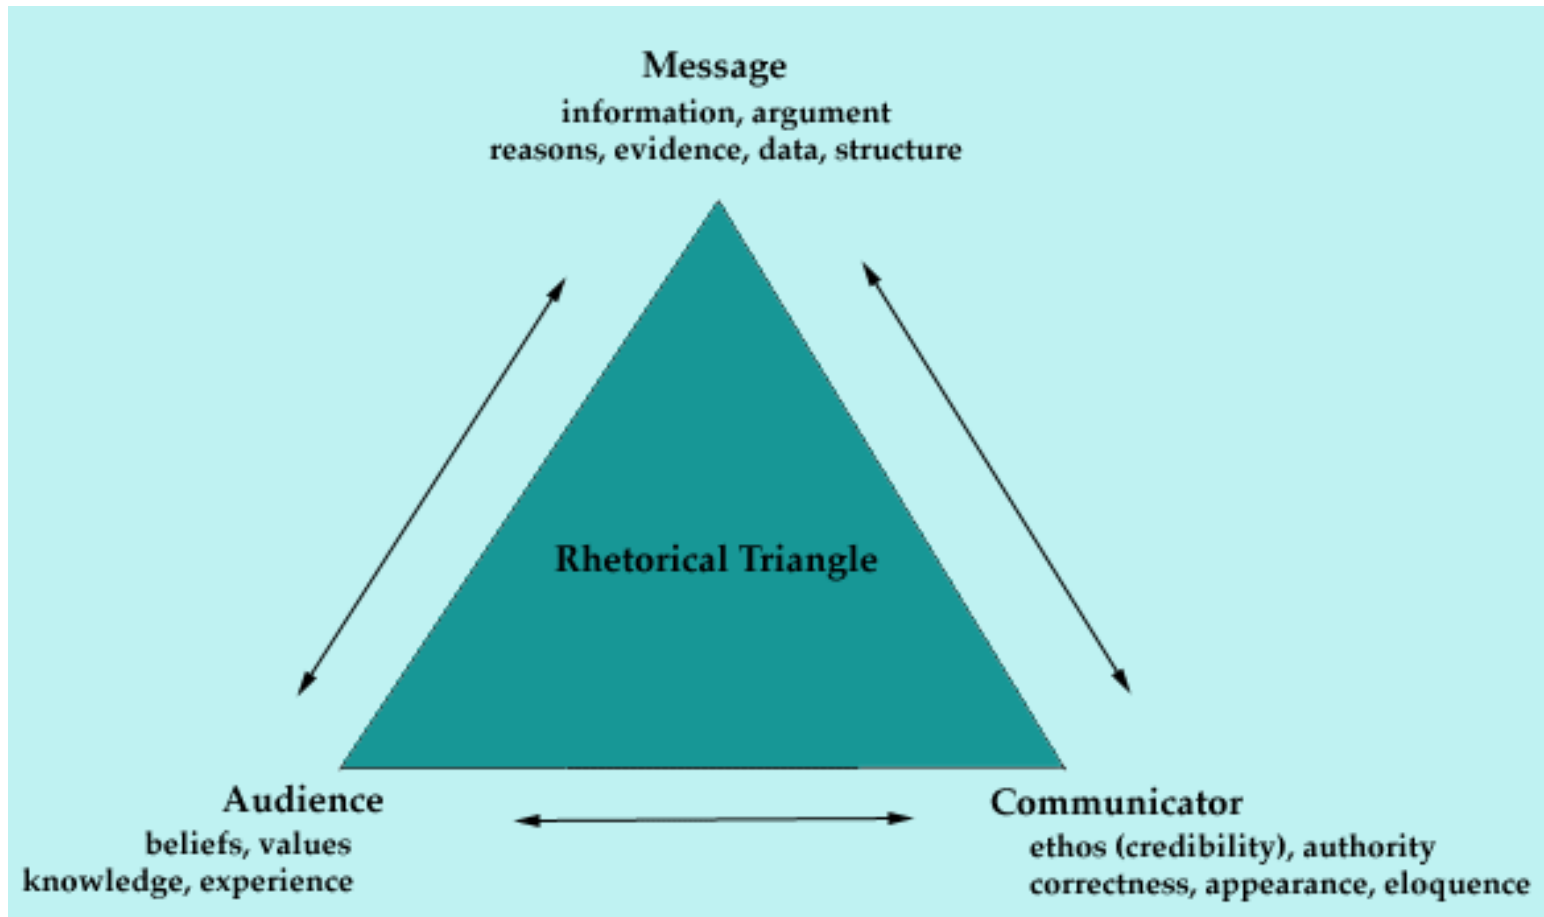 Message
information, argument
reasons, evidence, data, structure
Rhetorical Triangle
Audience
beliefs, values
knowledge, experience
Communicator
ethos (credibility), authority
correctness, appearance, eloquence